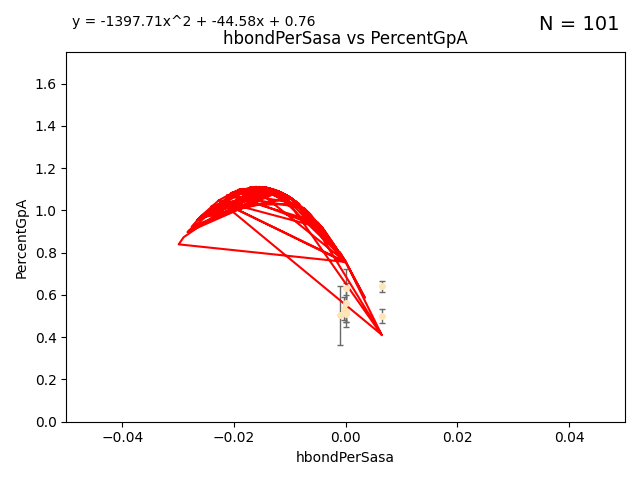 y = -1397.71x^2 + -44.58x + 0.76
N = 101
hbondPerSasa vs PercentGpA
1.6
1.4
1.2
1.0
0.8
0.6
0.4
0.2
0.0
PercentGpA
−0.04 −0.02 0.00 0.02 0.04
hbondPerSasa